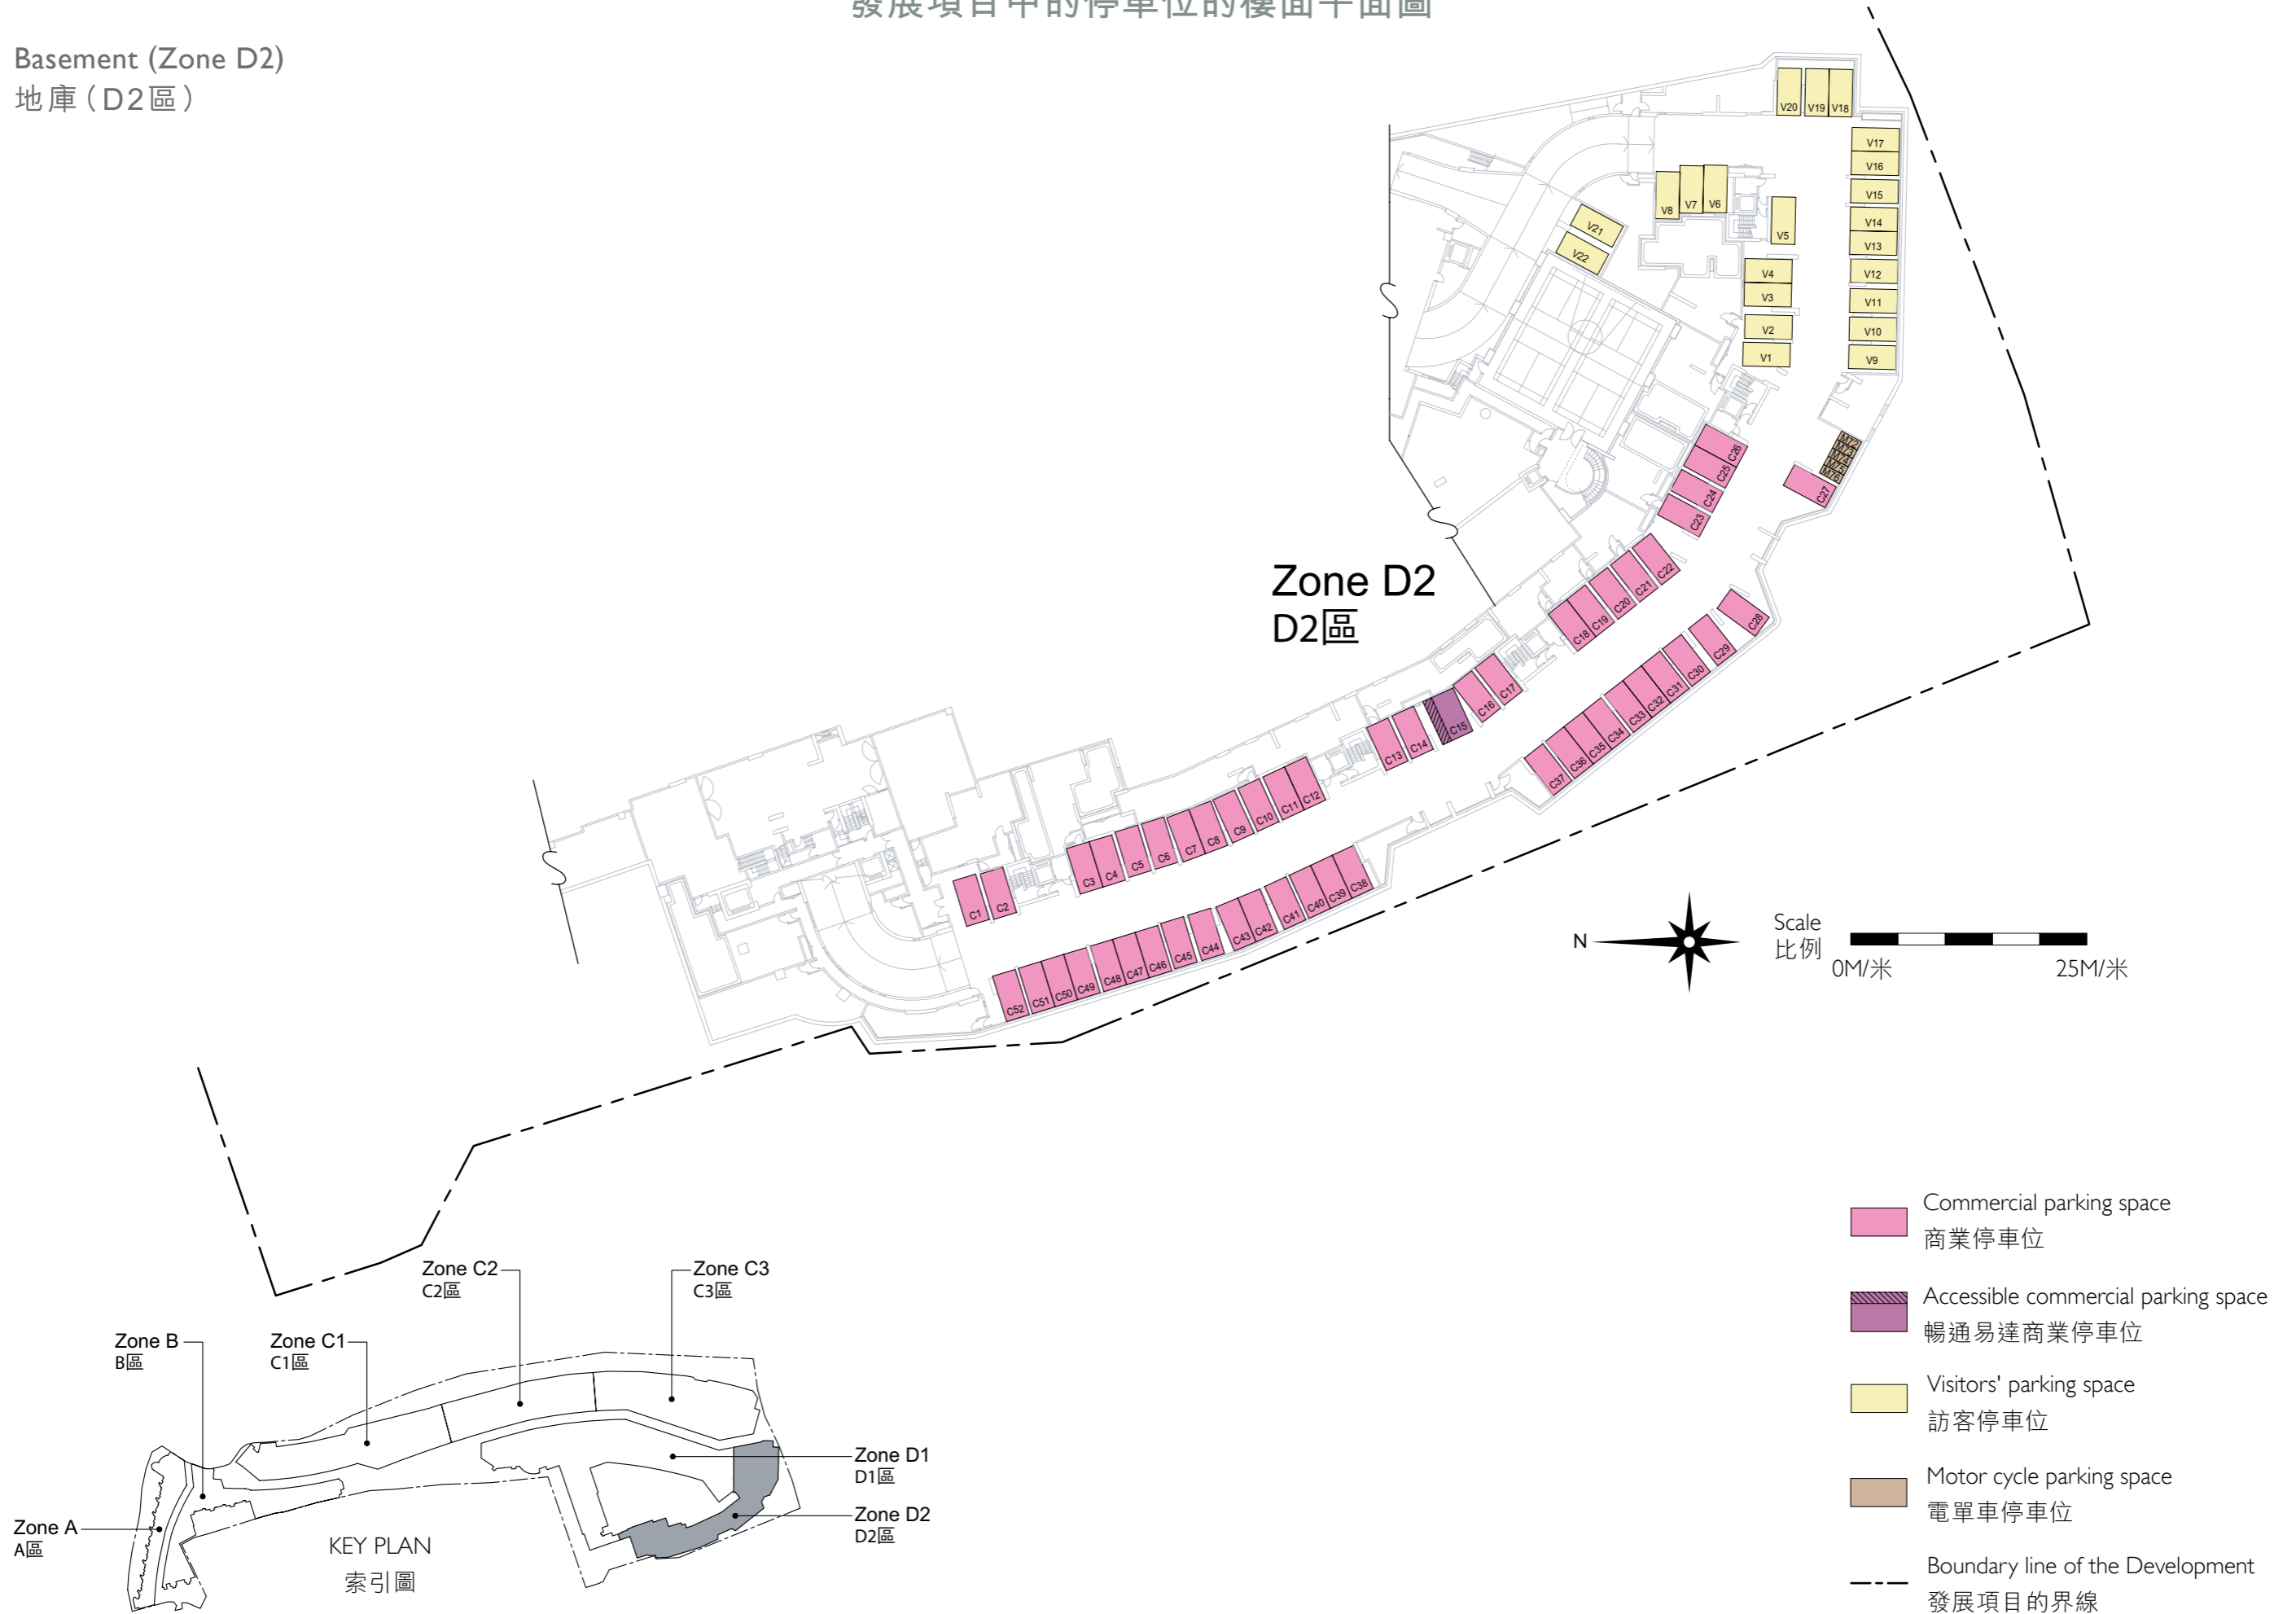 發展項目中的停車位的樓面平面圖
Basement (Zone D2)
地庫（D2區）
V20 V19 V18
V17
V16
V15
V14
V13
V12
V11
V10
V9
V8 V7 V6
V5
V4
V3
V2
V1
V21
V22
M72
M73
M74
M75
M76
C26
C25
C24
C23
C27
Zone D2
D2區
C22
C21
C20
C19
C18
C17
C16
C15
C14
C13
C12
C11
C10
C9
C8
C7
C6
C5
C4
C3
C2
C1
C28
C29
C30
C31
C32
C33
C34
C35
C36
C37
C38
C39
C40
C41
C42
C43
C44
C45
C46
C47
C48
C49
C50
C51
C52
N
Scale
比例
0M/米
25M/米
Commercial parking space
商業停車位
Accessible commercial parking space
暢通易達商業停車位
Visitors' parking space
訪客停車位
Motor cycle parking space
電單車停車位
Boundary line of the Development
發展項目的界線
Zone C2
C2區
Zone C3
C3區
Zone B
B區
Zone C1
C1區
Zone D1
D1區
Zone D2
D2區
Zone A
A區
KEY PLAN
索引圖